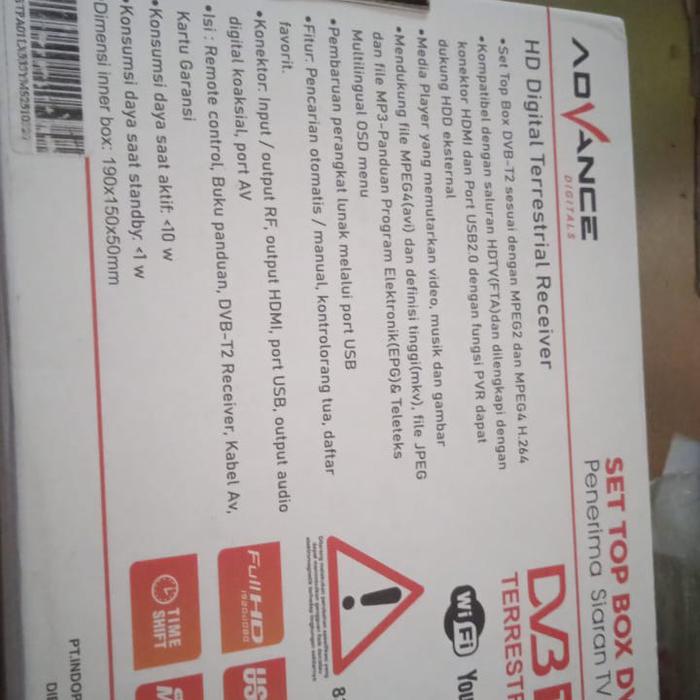 ADVANCE
DIGITALS
HD Digital Terrestrial Receiver
•Set Top Box DVB-T2 sesuai dengan MPEG2 dan MPEG4 H.264
•Kompatibel dengan saluran HDTV(FTA)dan dilengkapi dengan
konektor HDMI dan Port USB2.0 dengan fungsi PVR dapat
dukung HDD eksternal
•Media Player yang memutarkan video, musik dan gambar
•Mendukung file MPEG4(avi) dan definisi tinggi(mkv), file JPEG
dan file MP3-Panduan Program Elektronik(EPG)& Teleteks
Multilingual OSD menu
•Pembaruan perangkat lunak melalui port USB
•Fitur: Pencarian otomatis / manual, kontrolorang tua, daftar
favorit.
•Konektor: Input / output RF, output HDMI, port USB, output audio
digital koaksial, port AV
•Isi : Remote control, Buku panduan, DVB-T2 Receiver, Kabel Av,
Kartu Garansi
•Konsumsi daya saat aktif: <10 w
•Konsumsi daya saat standby: <1 w
•Dimensi inner box: 190x150x50mm
SET TOP BOX D
Penerima Siaran TV
DVB
TERRESTR
WiFi
You
!
Full HD
1920x1080
US
TIME
SHIFT
PT.INDOF